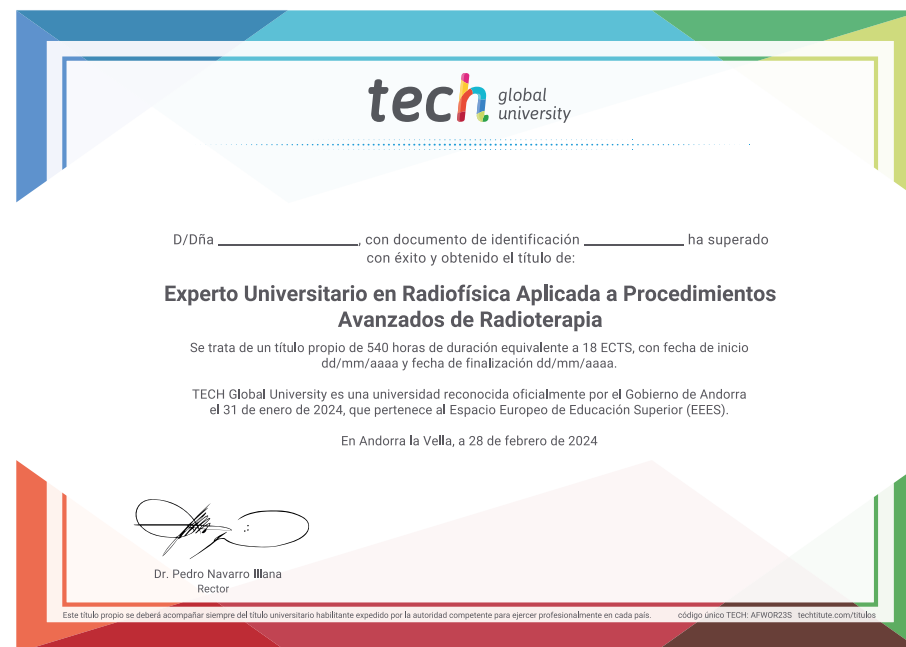 tech global university
D/Dña ____________________, con documento de identificación ______________ ha superado
con éxito y obtenido el título de:
Experto Universitario en Radiofísica Aplicada a Procedimientos
Avanzados de Radioterapia
Se trata de un título propio de 540 horas de duración equivalente a 18 ECTS, con fecha de inicio
dd/mm/aaaa y fecha de finalización dd/mm/aaaa.
TECH Global University es una universidad reconocida oficialmente por el Gobierno de Andorra
el 31 de enero de 2024, que pertenece al Espacio Europeo de Educación Superior (EEES).
En Andorra la Vella, a 28 de febrero de 2024
Dr. Pedro Navarro Illana
Rector
Este título propio se deberá acompañar siempre del título universitario habilitante expedido por la autoridad competente para ejercer profesionalmente en cada país. código único TECH: AFWOR23S techtitute.com/titulos